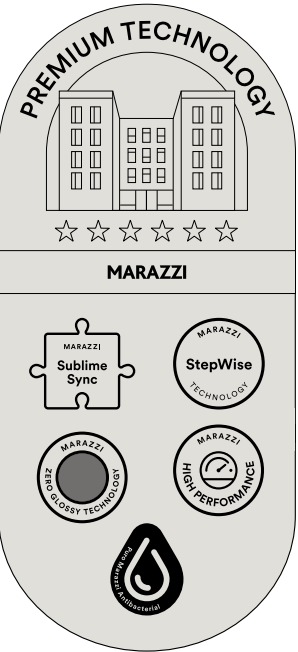 PREMIUM TECHNOLOGY
MARAZZI
MARAZZI
Sublime
Sync
MARAZZI
StepWise
TECHNOLOGY
MARAZZI
ZERO GLOSSY TECHNOLOGY
MARAZZI
HIGH PERFORMANCE
Puro Marazzi Antibacterial